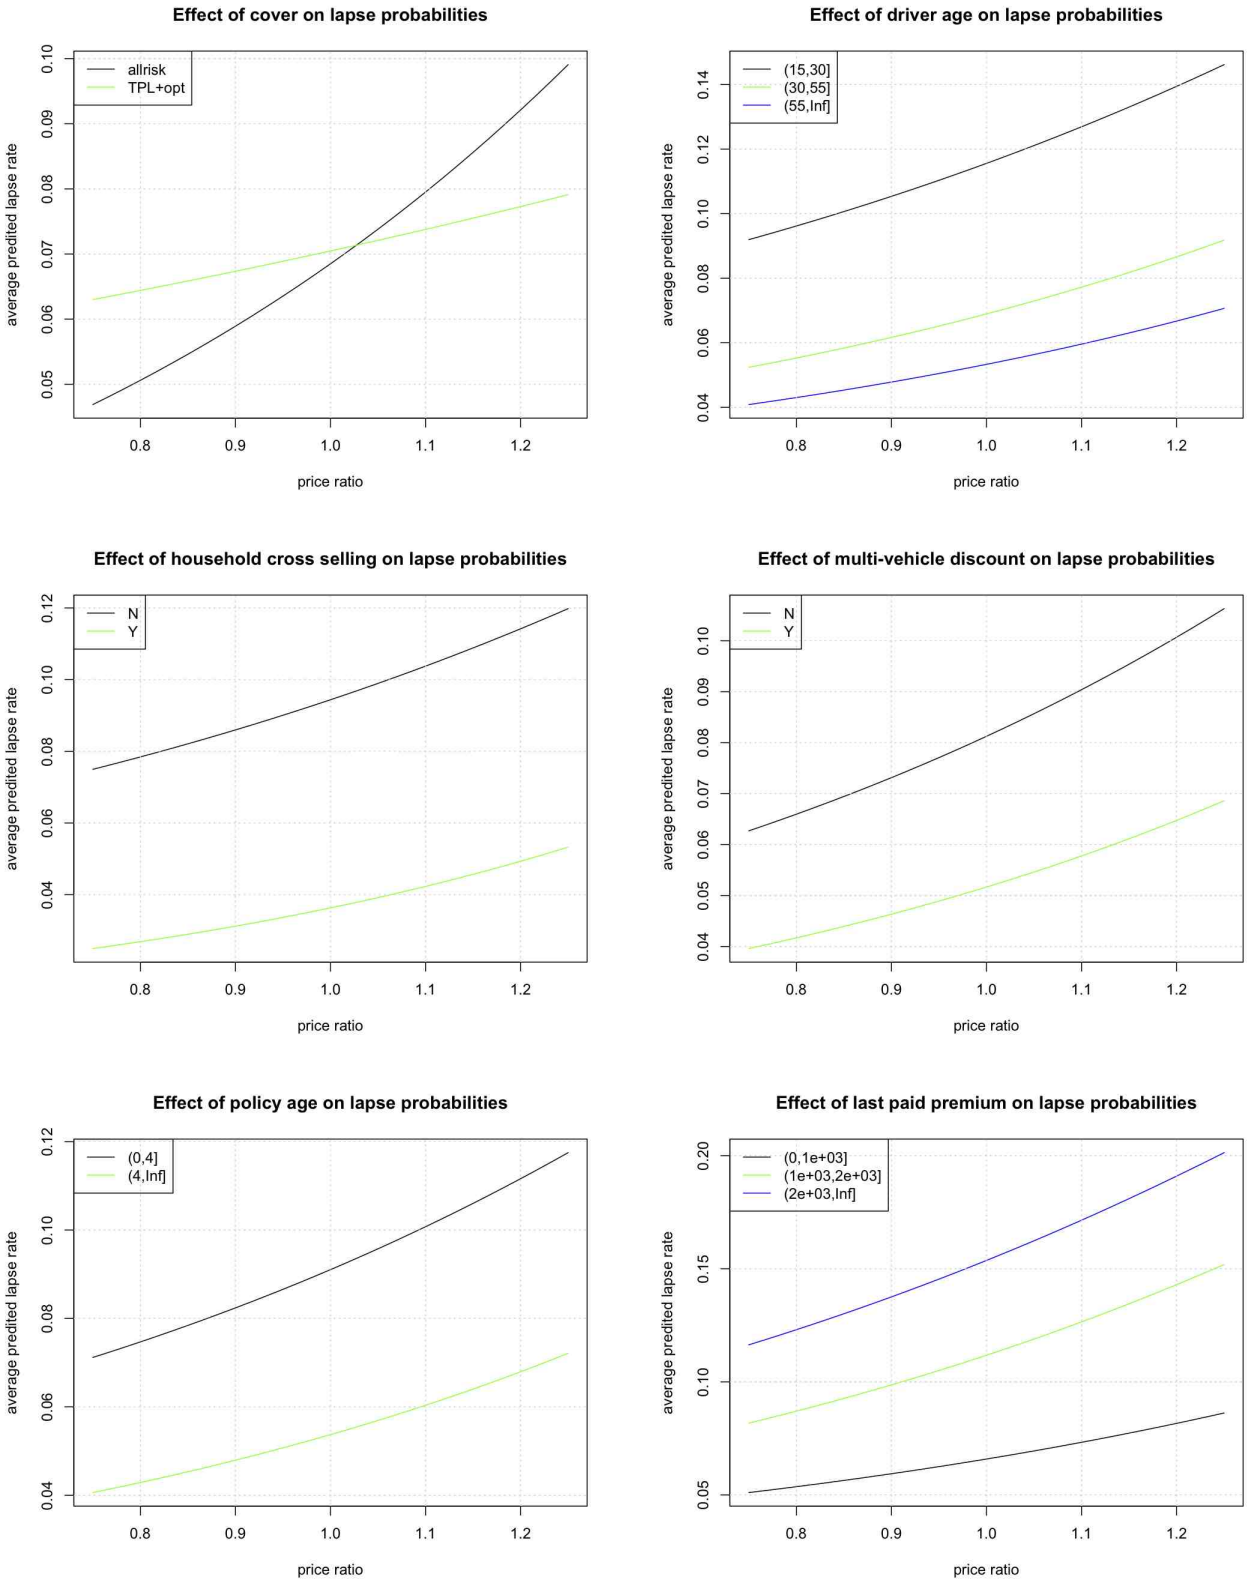 Effect of cover on lapse probabilities
allrisk
TPL+opt
average predited lapse rate
0.05 0.06 0.07 0.08 0.09 0.10
0.8 0.9 1.0 1.1 1.2
price ratio
Effect of driver age on lapse probabilities
(15,30]
(30,55]
(55,Inf]
average predited lapse rate
0.04 0.06 0.08 0.10 0.12 0.14
0.8 0.9 1.0 1.1 1.2
price ratio
Effect of household cross selling on lapse probabilities
N
Y
average predited lapse rate
0.04 0.06 0.08 0.10 0.12
0.8 0.9 1.0 1.1 1.2
price ratio
Effect of multi-vehicle discount on lapse probabilities
N
Y
average predited lapse rate
0.04 0.05 0.06 0.07 0.08 0.09 0.10
0.8 0.9 1.0 1.1 1.2
price ratio
Effect of policy age on lapse probabilities
(0,4]
(4,Inf]
average predited lapse rate
0.04 0.06 0.08 0.10 0.12
0.8 0.9 1.0 1.1 1.2
price ratio
Effect of last paid premium on lapse probabilities
(0,1e+03]
(1e+03,2e+03]
(2e+03,Inf]
average predited lapse rate
0.05 0.10 0.15 0.20
0.8 0.9 1.0 1.1 1.2
price ratio